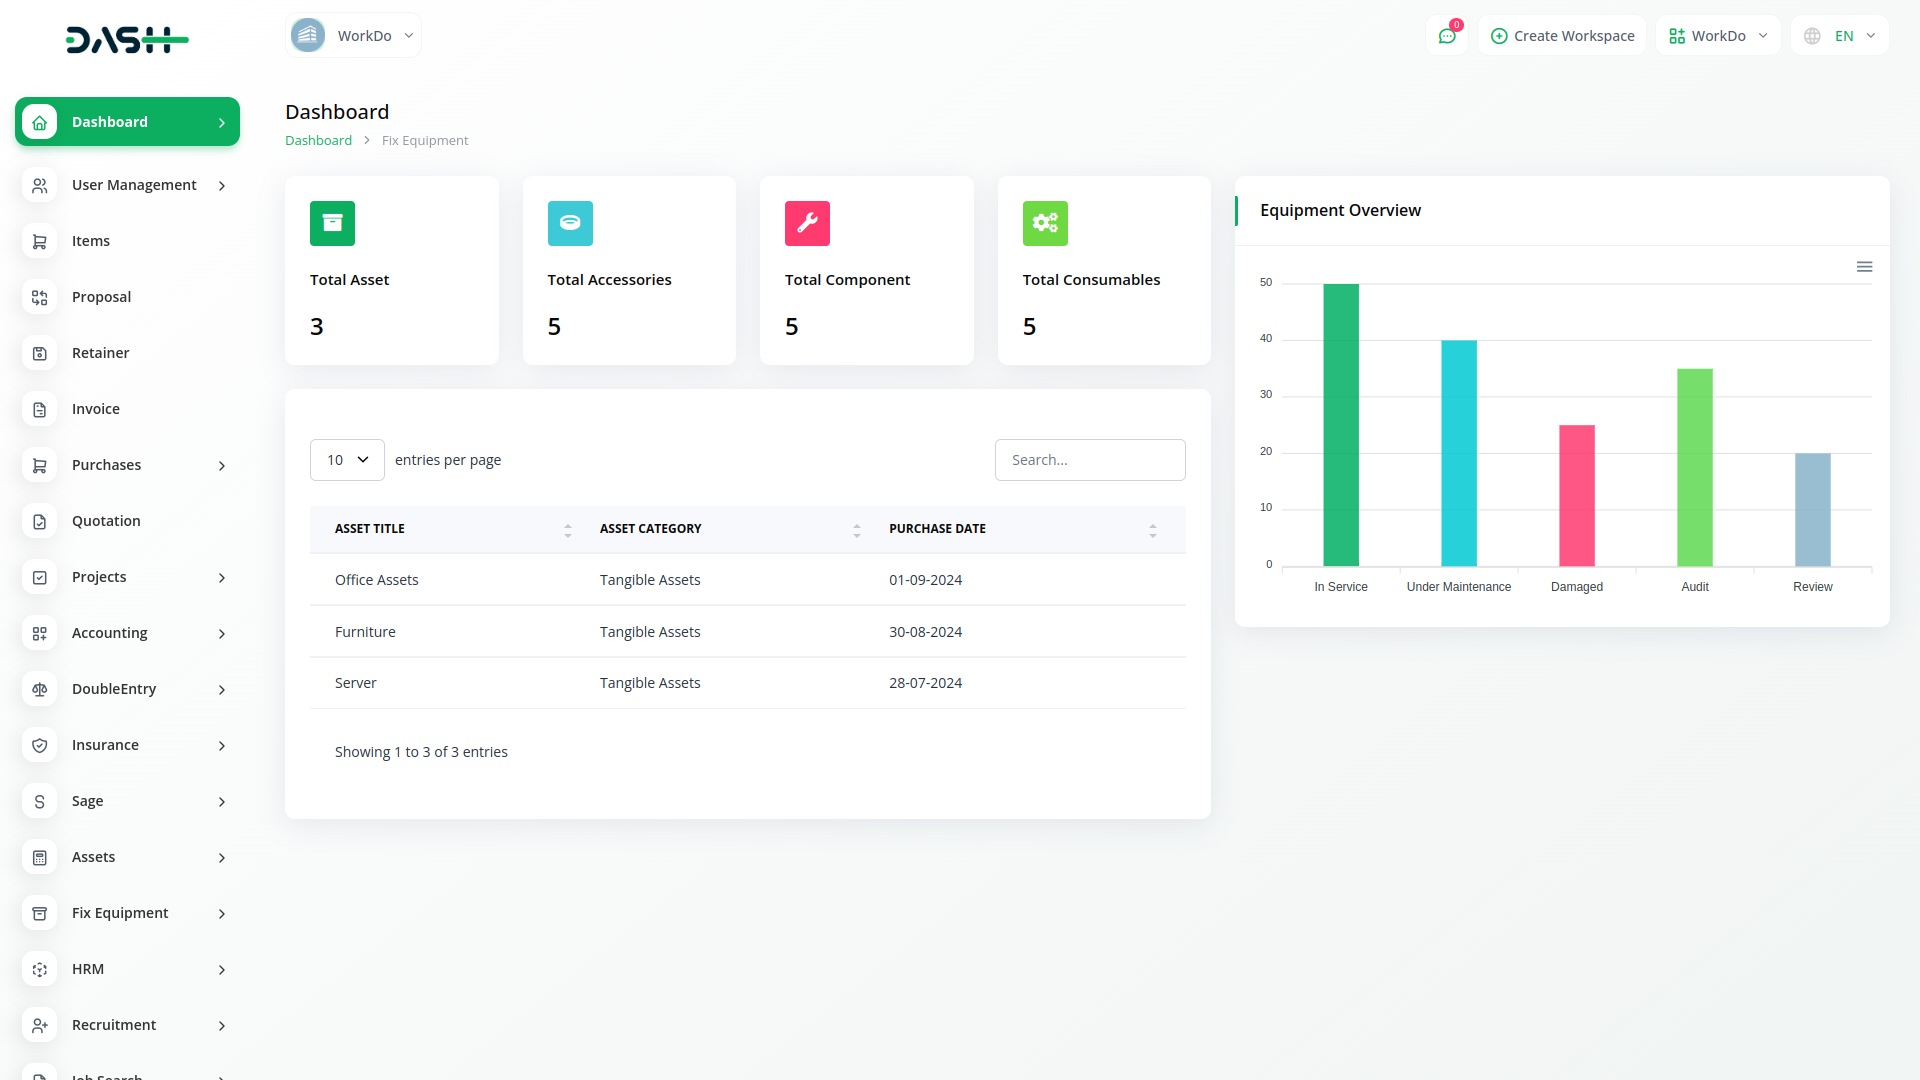 DASH
WorkDo
0
Create Workspace
WorkDo
EN
Dashboard
User Management
Items
Proposal
Retainer
Invoice
Purchases
Quotation
Projects
Accounting
DoubleEntry
Insurance
Sage
Assets
Fix Equipment
HRM
Recruitment
Job Search
Dashboard
Dashboard > Fix Equipment
Total Asset
3
Total Accessories
5
Total Component
5
Total Consumables
5
10 entries per page
Search...
ASSET TITLE ASSET CATEGORY PURCHASE DATE
Office Assets Tangible Assets 01-09-2024
Furniture Tangible Assets 30-08-2024
Server Tangible Assets 28-07-2024
Showing 1 to 3 of 3 entries
Equipment Overview
50
40
30
20
10
0
In Service Under Maintenance Damaged Audit Review